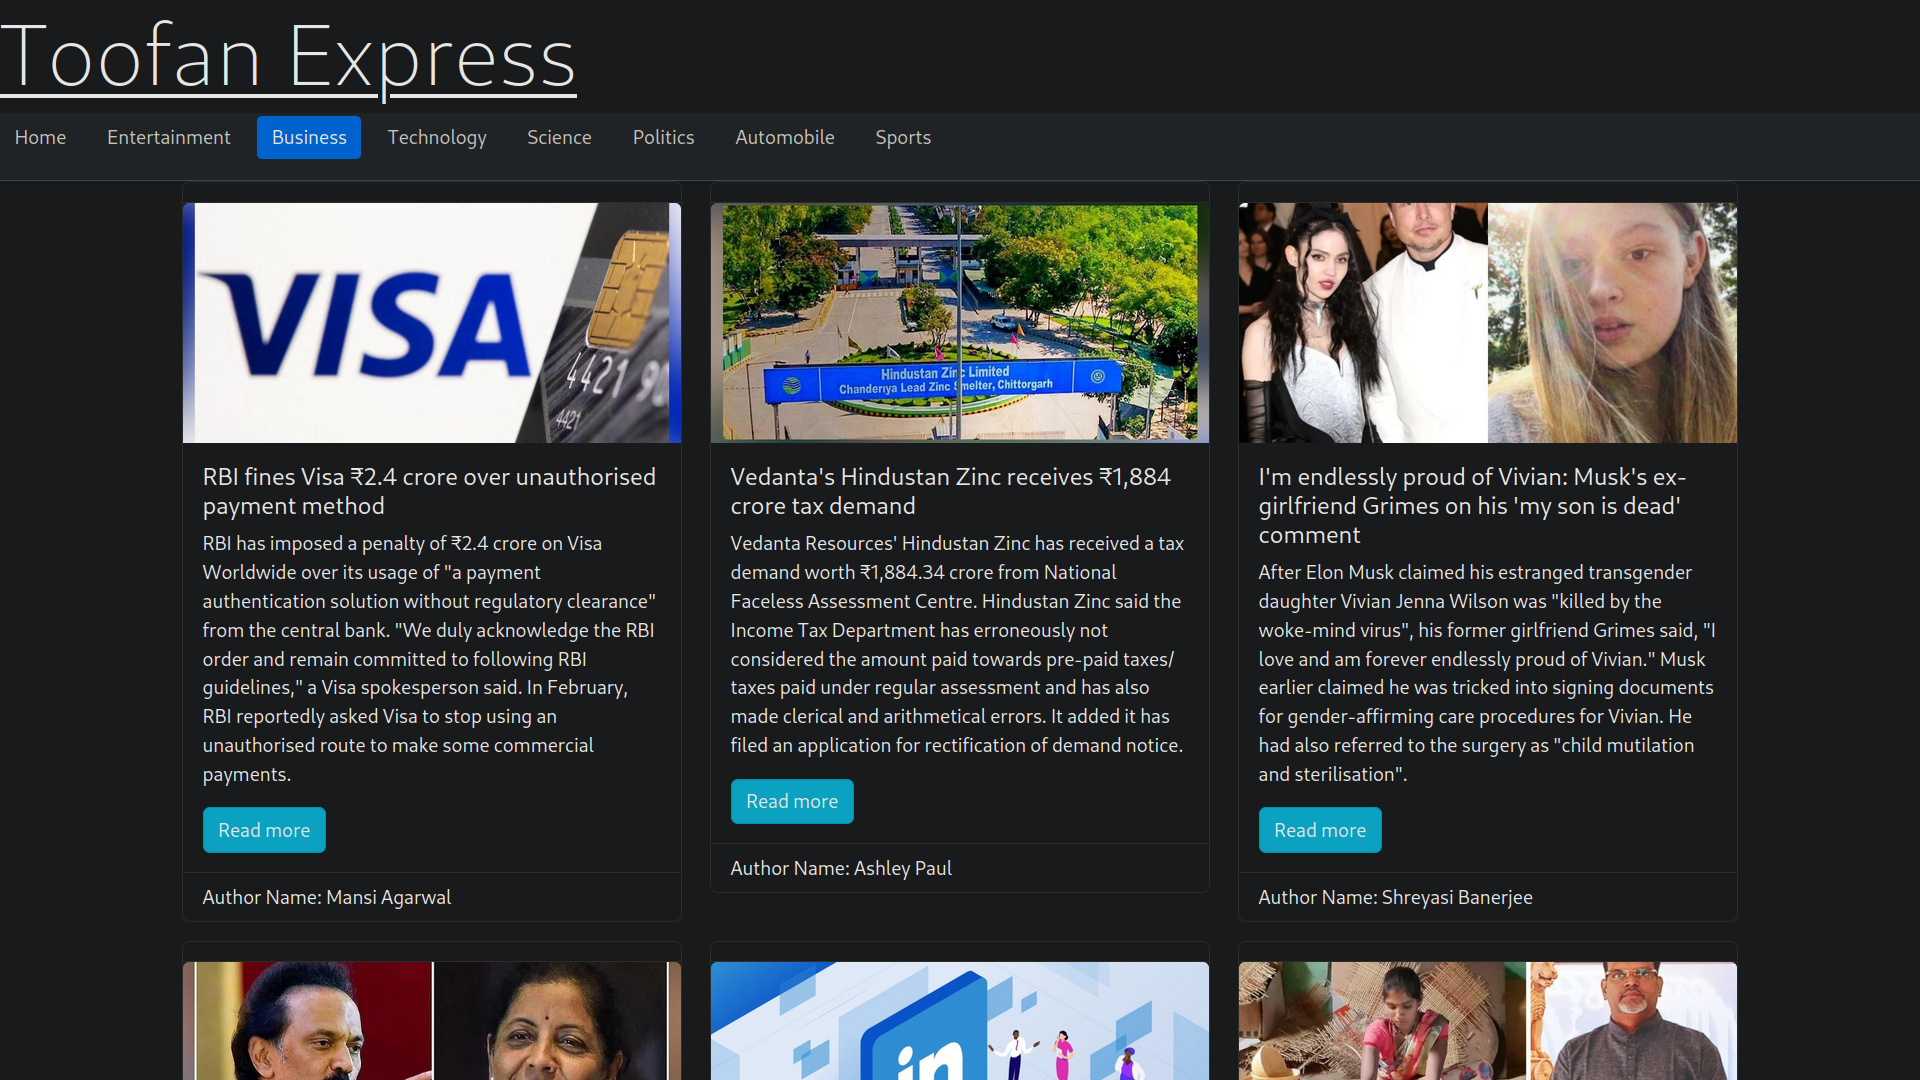 Toofan Express
Home
Entertainment
Business
Technology
Science
Politics
Automobile
Sports
VISA
4421 90
4421
Hindustan Zinc Limited
Chanderiya Lead Zinc Smelter, Chittorgarh
RBI fines Visa ₹2.4 crore over unauthorised
payment method
RBI has imposed a penalty of ₹2.4 crore on Visa
Worldwide over its usage of "a payment
authentication solution without regulatory clearance"
from the central bank. "We duly acknowledge the RBI
order and remain committed to following RBI
guidelines," a Visa spokesperson said. In February,
RBI reportedly asked Visa to stop using an
unauthorised route to make some commercial
payments.
Read more
Author Name: Mansi Agarwal
Vedanta's Hindustan Zinc receives ₹1,884
crore tax demand
Vedanta Resources' Hindustan Zinc has received a tax
demand worth ₹1,884.34 crore from National
Faceless Assessment Centre. Hindustan Zinc said the
Income Tax Department has erroneously not
considered the amount paid towards pre-paid taxes/
taxes paid under regular assessment and has also
made clerical and arithmetical errors. It added it has
filed an application for rectification of demand notice.
Read more
Author Name: Ashley Paul
I'm endlessly proud of Vivian: Musk's ex-
girlfriend Grimes on his 'my son is dead'
comment
After Elon Musk claimed his estranged transgender
daughter Vivian Jenna Wilson was "killed by the
woke-mind virus", his former girlfriend Grimes said, "I
love and am forever endlessly proud of Vivian." Musk
earlier claimed he was tricked into signing documents
for gender-affirming care procedures for Vivian. He
had also referred to the surgery as "child mutilation
and sterilisation".
Read more
Author Name: Shreyasi Banerjee
in